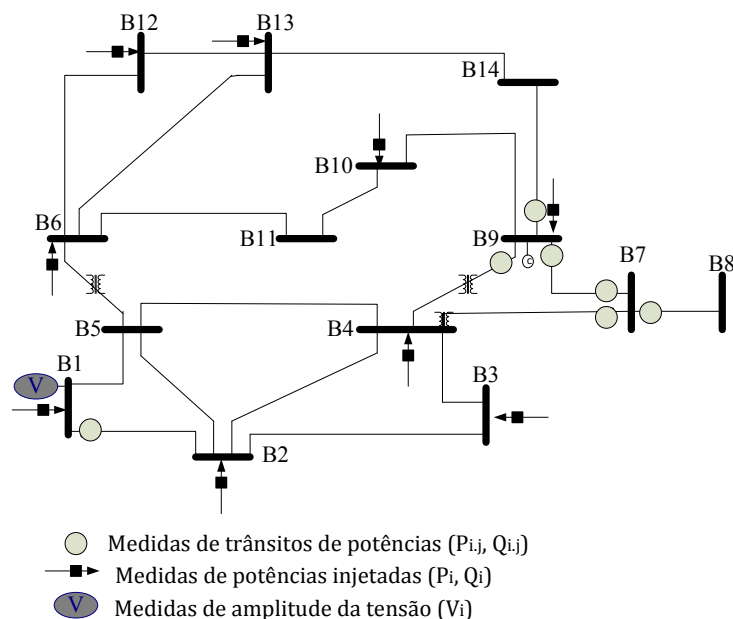 B12
B13
B14
B10
B6
B11
B9
B7
B8
B5
B4
B1
V
B3
B2
Medidas de trânsitos de potências (Pi.j, Qi.j)
Medidas de potências injetadas (Pi, Qi)
V
Medidas de amplitude da tensão (Vi)